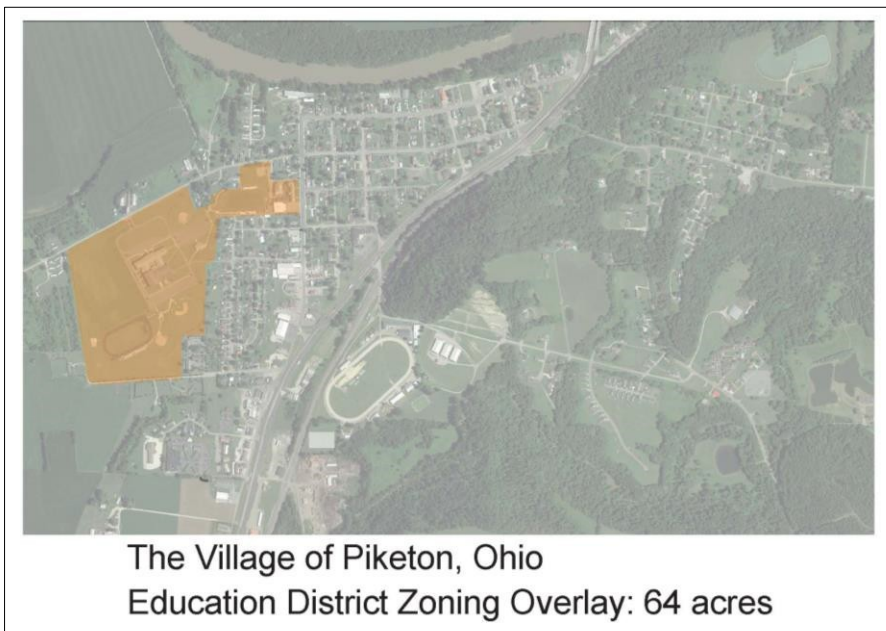 The Village of Piketon, Ohio
Education District Zoning Overlay: 64 acres